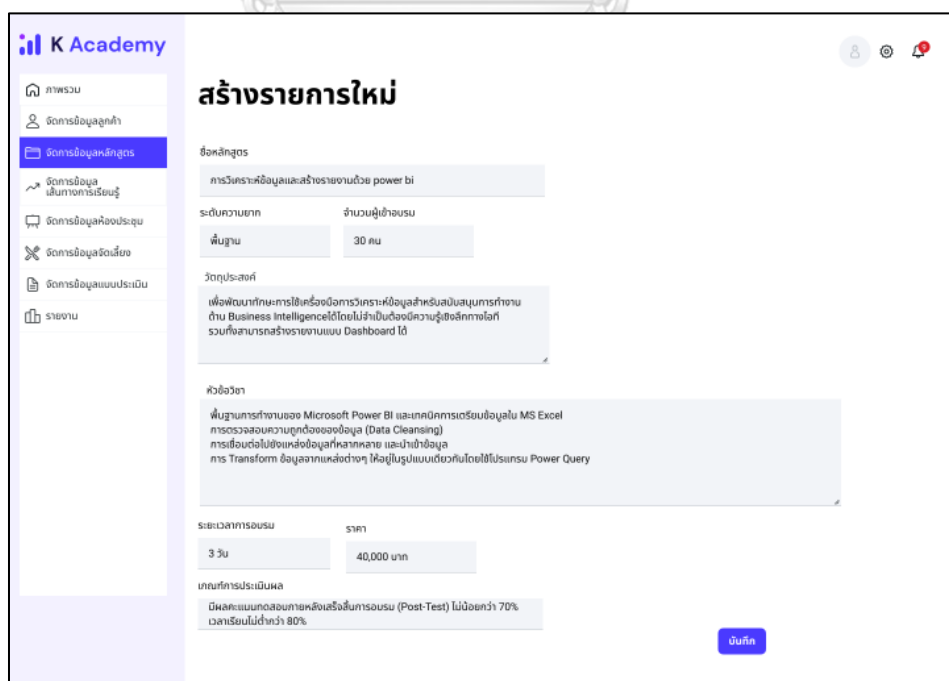 K Academy
ภาพรวม
จัดการข้อมูลลูกค้า
จัดการข้อมูลหลักสูตร
จัดการข้อมูล
เส้นทางการเรียนรู้
จัดการข้อมูลห้องประชุม
จัดการข้อมูลจัดเลี้ยง
จัดการข้อมูลแบบประเมิน
รายงาน
สร้างรายการใหม่
ชื่อหลักสูตร
การวิเคราะห์ข้อมูลและสร้างรายงานด้วย power bi
ระดับความยาก จำนวนผู้เข้าอบรม
พื้นฐาน 30 คน
วัตถุประสงค์
เพื่อพัฒนาทักษะการใช้เครื่องมือการวิเคราะห์ข้อมูลสำหรับสนับสนุนการทำงาน
ด้าน Business Intelligenceได้โดยไม่จำเป็นต้องมีความรู้เชิงลึกทางไอที
รวมทั้งสามารถสร้างรายงานแบบ Dashboard ได้
หัวข้อวิชา
พื้นฐานการทำงานของ Microsoft Power BI และเทคนิคการเตรียมข้อมูลใน MS Excel
การตรวจสอบความถูกต้องของข้อมูล (Data Cleansing)
การเชื่อมต่อไปยังแหล่งข้อมูลที่หลากหลาย และนำเข้าข้อมูล
การ Transform ข้อมูลจากแหล่งต่างๆ ให้อยู่ในรูปแบบเดียวกันโดยใช้โปรแกรม Power Query
ระยะเวลาการอบรม ราคา
3 วัน 40,000 บาท
เกณฑ์การประเมินผล
มีผลคะแนนทดสอบภายหลังเสร็จสิ้นการอบรม (Post-Test) ไม่น้อยกว่า 70%
เวลาเรียนไม่ต่ำกว่า 80%
บันทึก